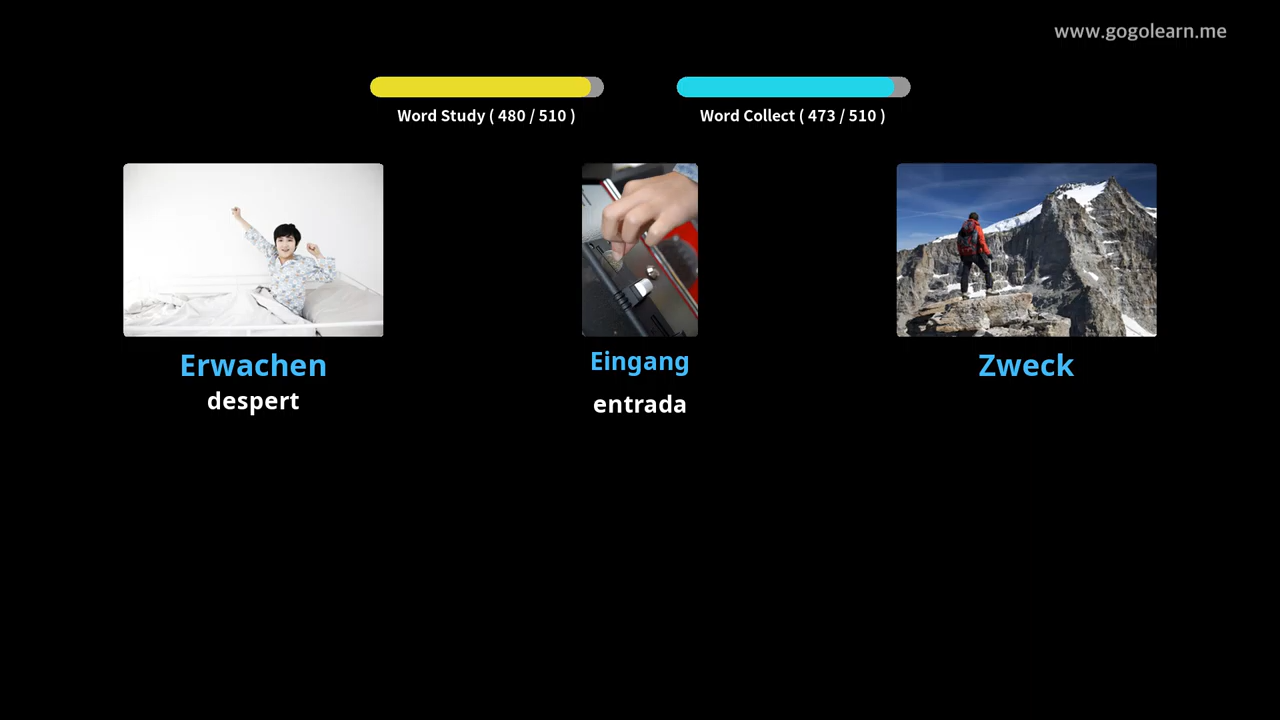 www.gogolearn.me
Word Study ( 480 / 510 )
Word Collect ( 473 / 510 )
Erwachen
despert
Eingang
entrada
Zweck